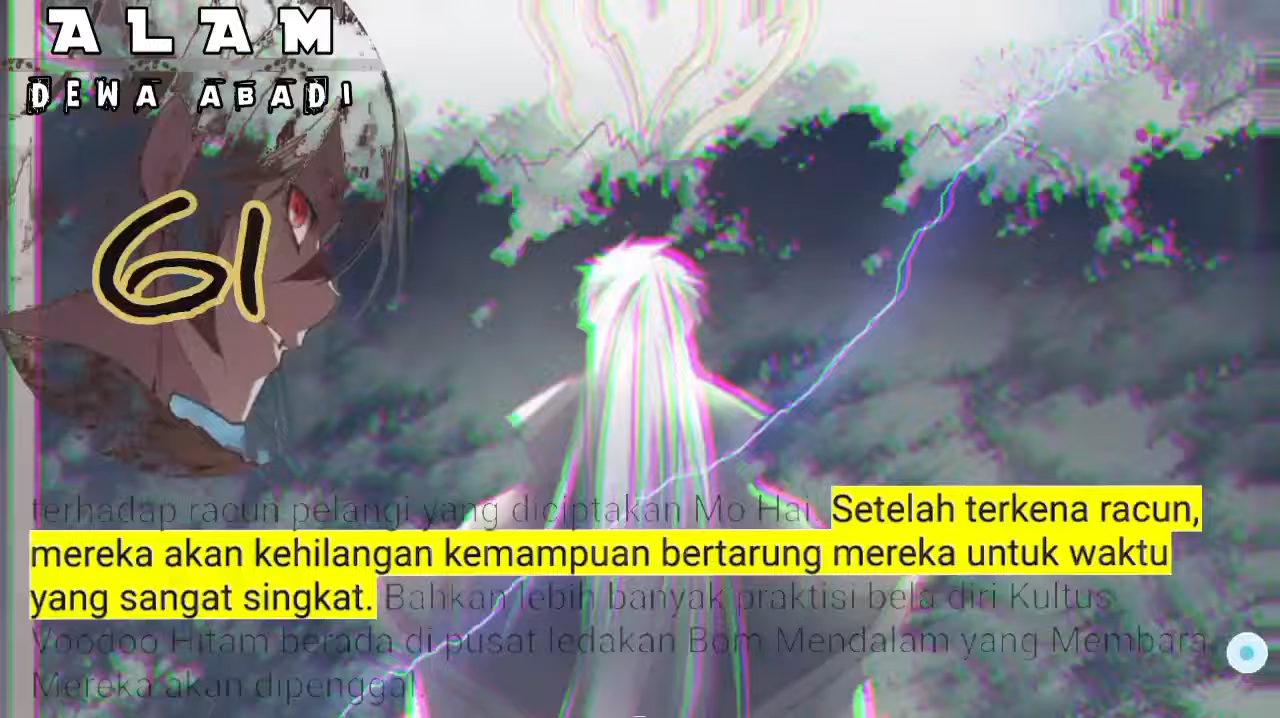 ALAM
DEWA ABADI
61
terhadap racun pelangi yang diciptakan Mo Hai. Setelah terkena racun,
mereka akan kehilangan kemampuan bertarung mereka untuk waktu
yang sangat singkat. Bahkan lebih banyak praktisi bela diri Kultus
Voodoo Hitam berada di pusat ledakan Bom Mendalam yang Membara.
Mereka akan dipenggal.